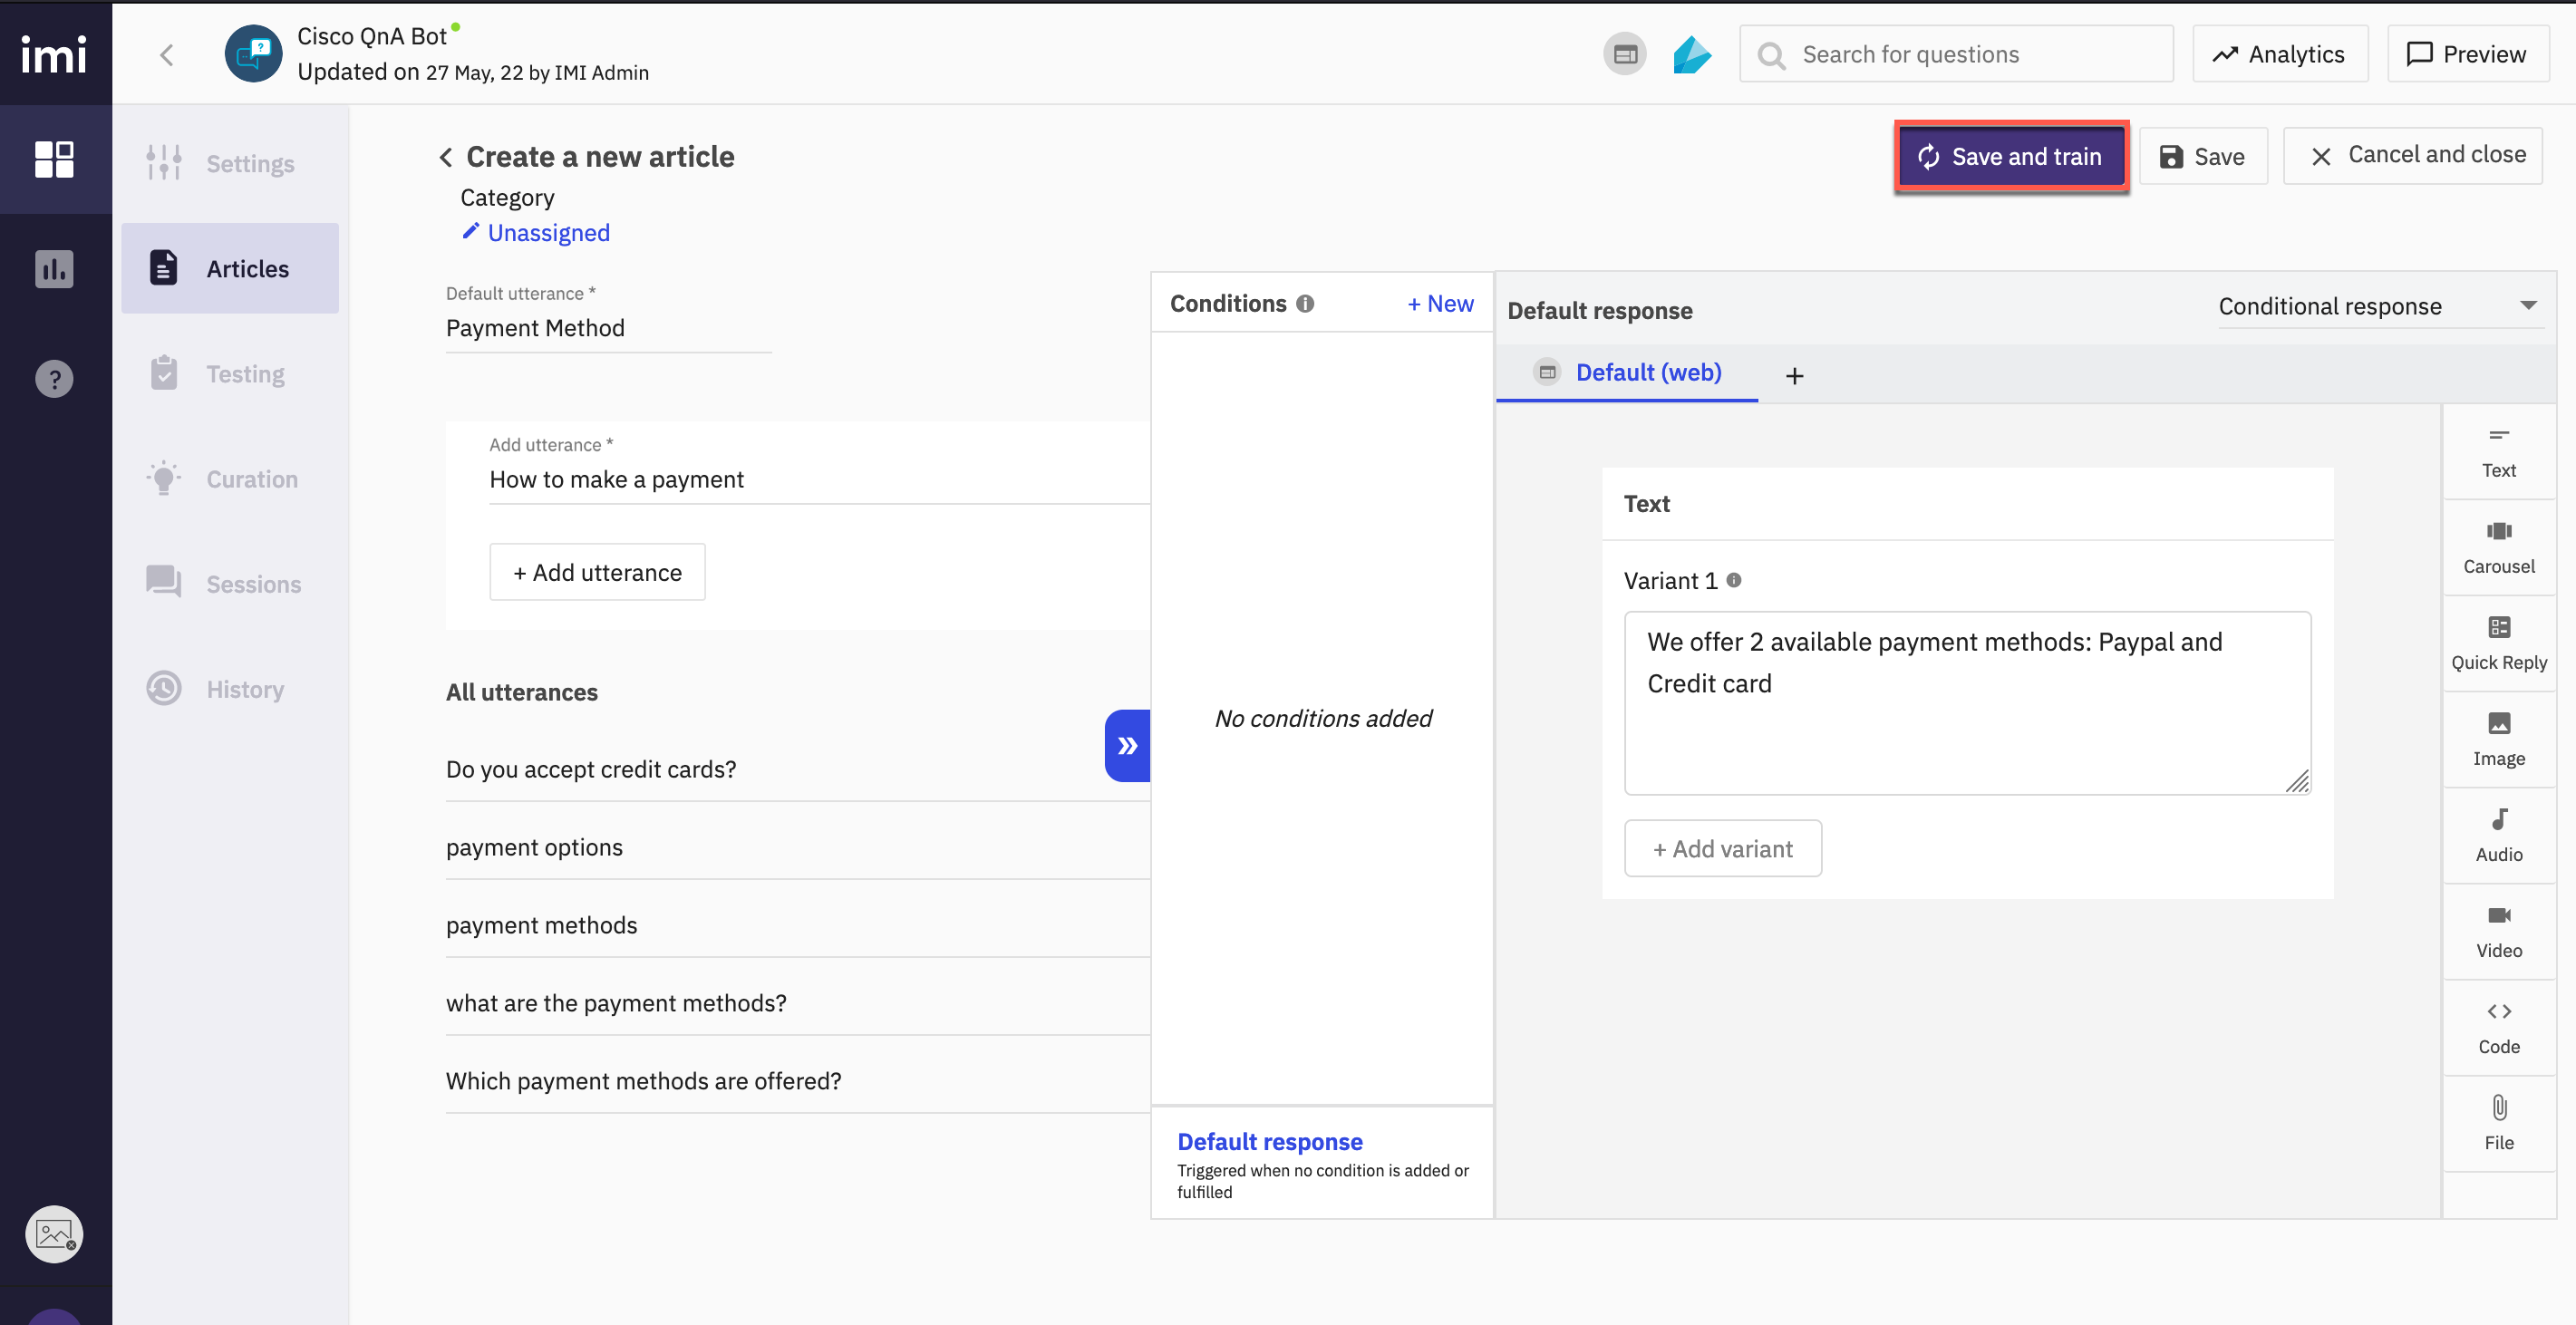 imi
Cisco QnA Bot
Updated on 27 May, 22 by IMI Admin
Search for questions
Analytics
Preview
Settings
Articles
Testing
Curation
Sessions
History
Create a new article
Category
Unassigned
Save and train
Save
Cancel and close
Default utterance *
Payment Method
Add utterance *
How to make a payment
+ Add utterance
All utterances
Do you accept credit cards?
payment options
payment methods
what are the payment methods?
Which payment methods are offered?
Conditions
+ New
No conditions added
Default response
Triggered when no condition is added or
fulfilled
Default response
Conditional response
Default (web)
+
Text
Variant 1
We offer 2 available payment methods: Paypal and
Credit card
+ Add variant
Text
Carousel
Quick Reply
Image
Audio
Video
Code
File